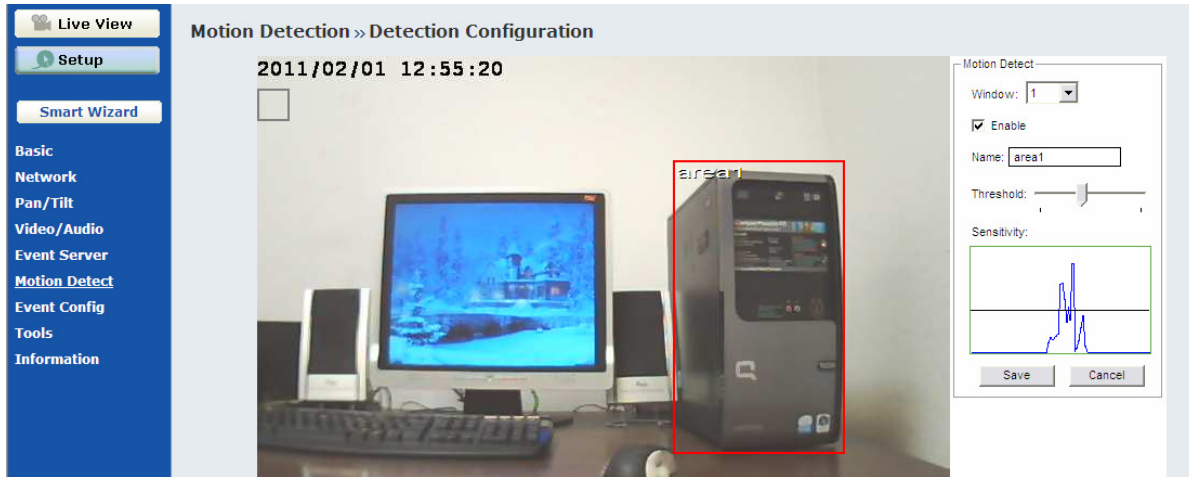 Live View
Setup
Smart Wizard
Basic
Network
Pan/Tilt
Video/Audio
Event Server
Motion Detect
Event Config
Tools
Information
Motion Detection » Detection Configuration
2011/02/01 12:55:20
area1
Motion Detect
Window: 1
Enable
Name: area1
Threshold:
Sensitivity:
Save Cancel